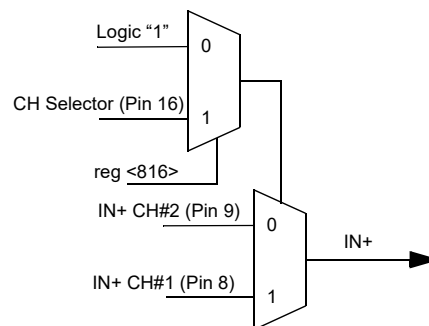 Logic “1”
0
CH Selector (Pin 16)
1
reg <816>
IN+ CH#2 (Pin 9)
0
IN+
IN+ CH#1 (Pin 8)
1